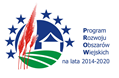 Program
Rozwoju
Obszarów
Wiejskich
na lata 2014-2020